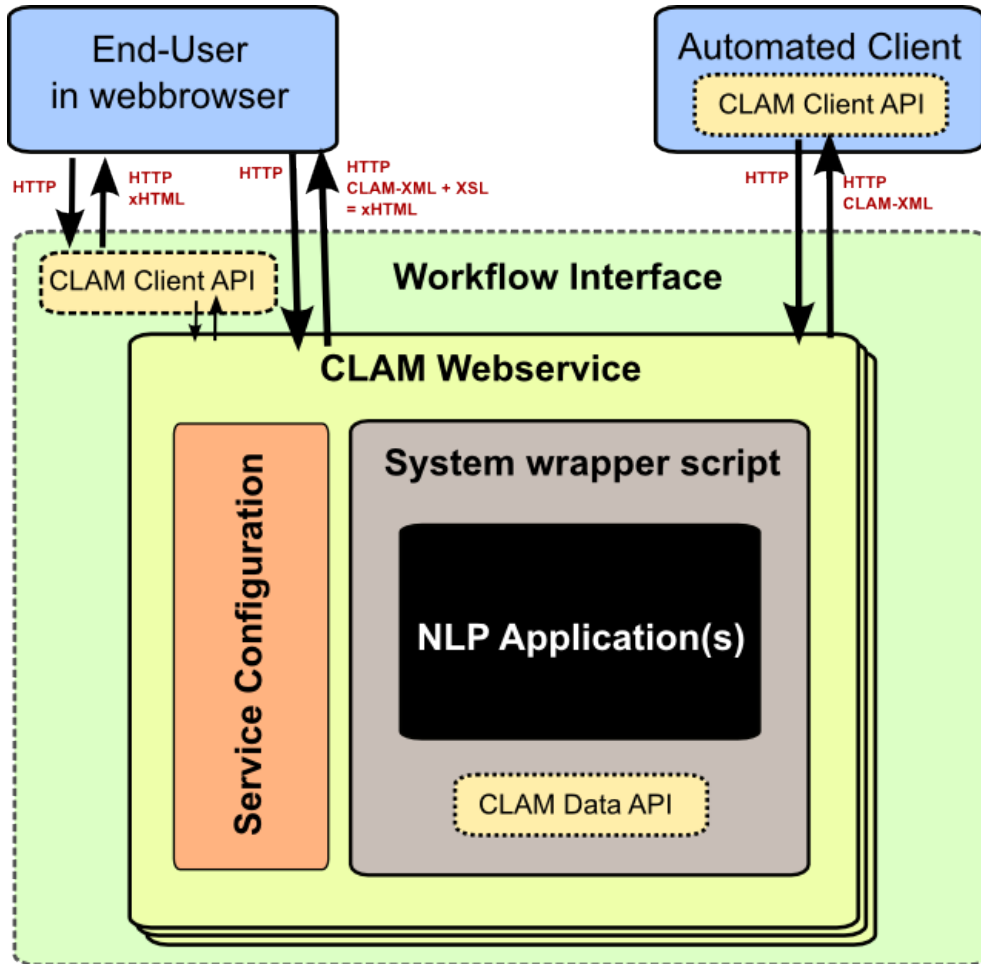 End-User
in webbrowser
Automated Client
CLAM Client API
HTTP
HTTP
xHTML
HTTP
HTTP
CLAM-XML + XSL
= xHTML
HTTP
HTTP
CLAM-XML
CLAM Client API
Workflow Interface
CLAM Webservice
Service Configuration
System wrapper script
NLP Application(s)
CLAM Data API